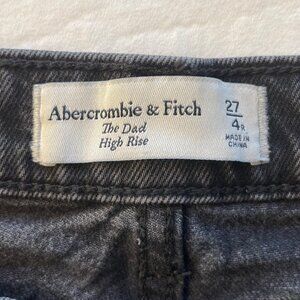 Abercrombie & Fitch
The Dad
High Rise
27
4R
MADE IN
CHINA